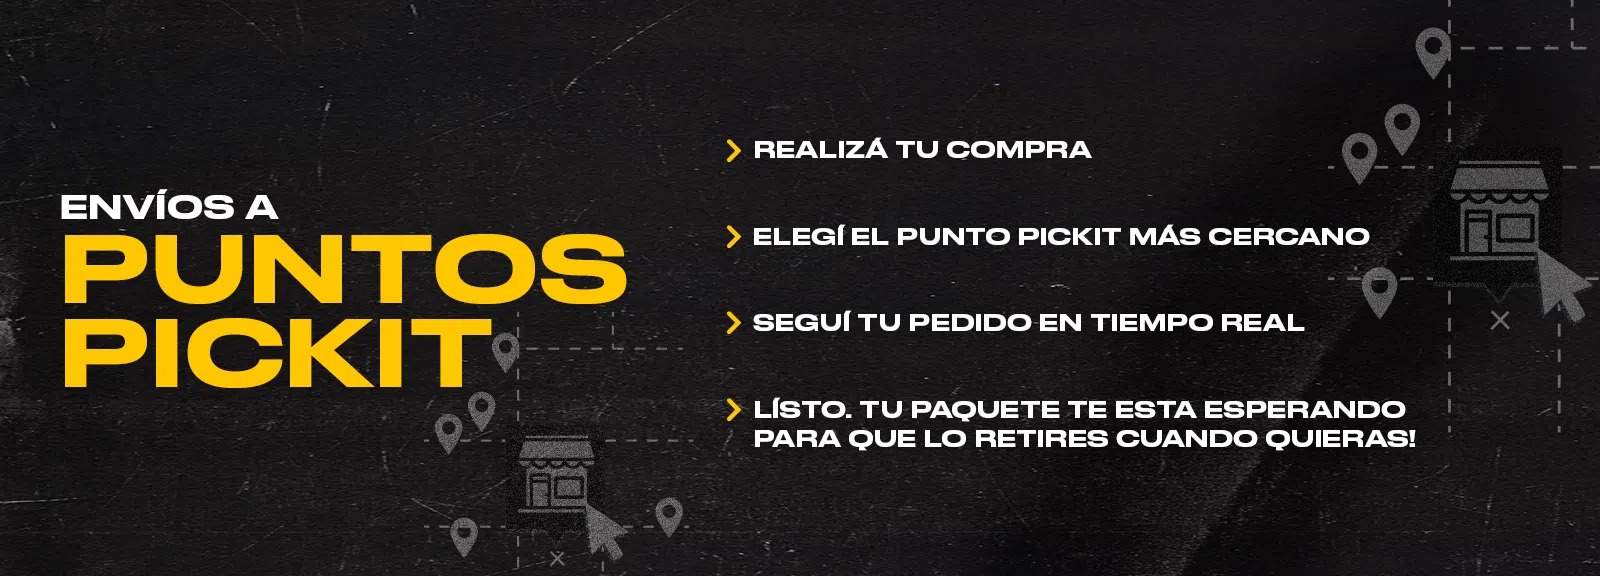 ENVÍOS A
PUNTOS
PICKIT
REALIZÁ TU COMPRA
ELEGÍ EL PUNTO PICKIT MÁS CERCANO
SEGUÍ TU PEDIDO EN TIEMPO REAL
LÍSTO. TU PAQUETE TE ESTA ESPERANDO
PARA QUE LO RETIRES CUANDO QUIERAS!